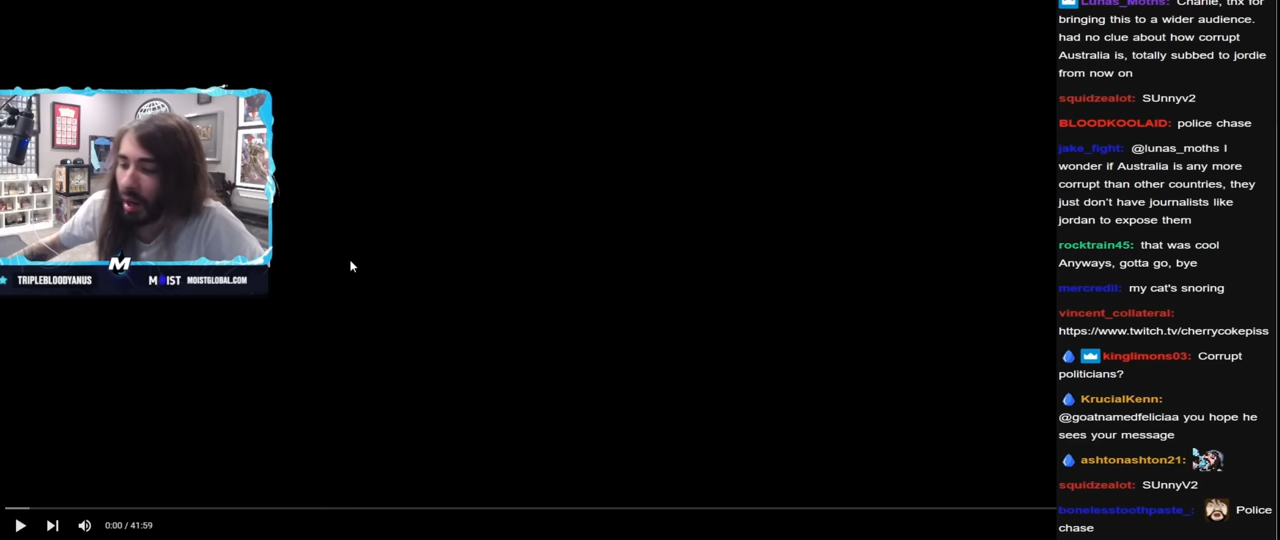 TRIPLEBLOODYANUS
M
MOIST
MOISTGLOBAL.COM
0:00 / 41:59
Lunas_Moths: Charlie, thx for
bringing this to a wider audience.
had no clue about how corrupt
Australia is, totally subbed to jordie
from now on
squidzealot: SUnnyv2
BLOODKOOLAID: police chase
jake_fight: @lunas_moths I
wonder if Australia is any more
corrupt than other countries, they
just don't have journalists like
jordan to expose them
rocktrain45: that was cool
Anyways, gotta go, bye
mercredil: my cat's snoring
vincent_collateral:
https://www.twitch.tv/cherrycokepiss
kinglimons03: Corrupt
politicians?
KrucialKenn:
@goatnamedfeliciaa you hope he
sees your message
ashtonashton21:
squidzealot: SUnnyV2
bonelesstoothpaste_: Police
chase